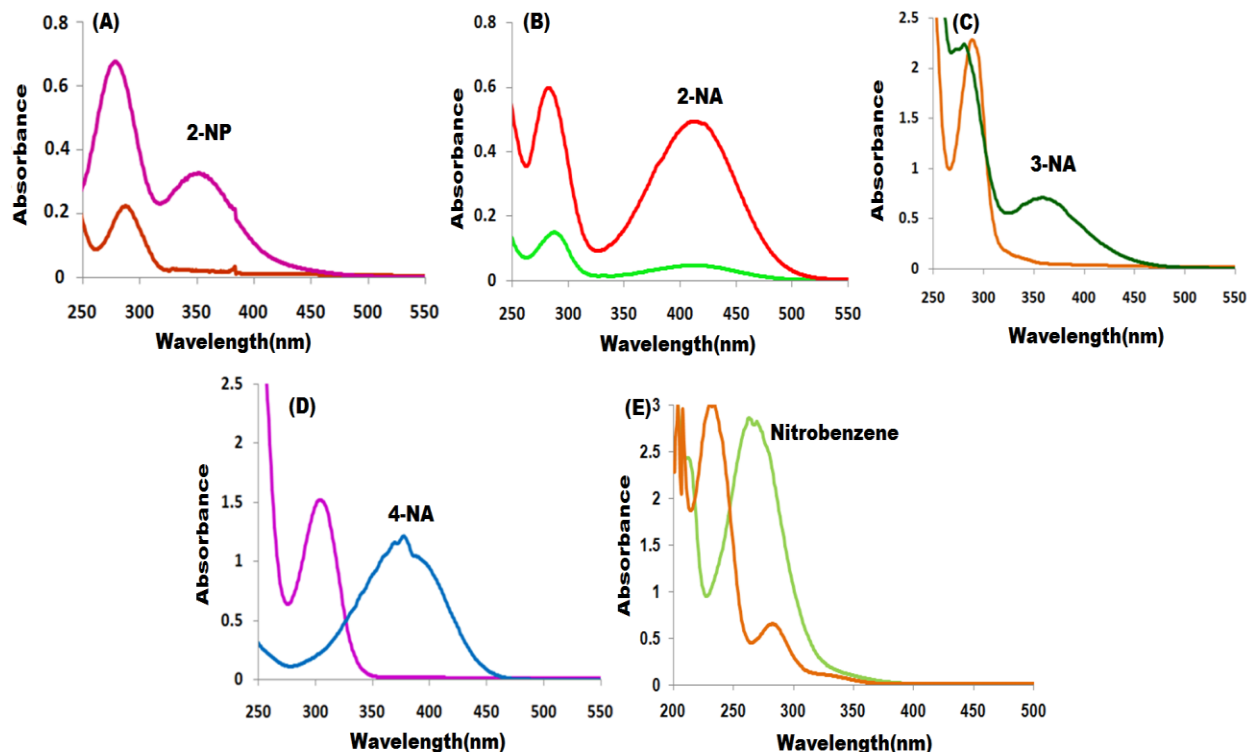 (A)
0.8
0.6
0.4
0.2
0
Absorbance
2-NP
250 300 350 400 450 500 550
Wavelength(nm)
(B)
0.8
0.6
0.4
0.2
0
Absorbance
2-NA
250 300 350 400 450 500 550
Wavelength(nm)
(C)
2.5
2
1.5
1
0.5
0
Absorbance
3-NA
250 300 350 400 450 500 550
Wavelength(nm)
(D)
2.5
2
1.5
1
0.5
0
Absorbance
4-NA
250 300 350 400 450 500 550
Wavelength(nm)
(E)
3
2.5
2
1.5
1
0.5
0
Absorbance
Nitrobenzene
200 250 300 350 400 450 500
Wavelength(nm)